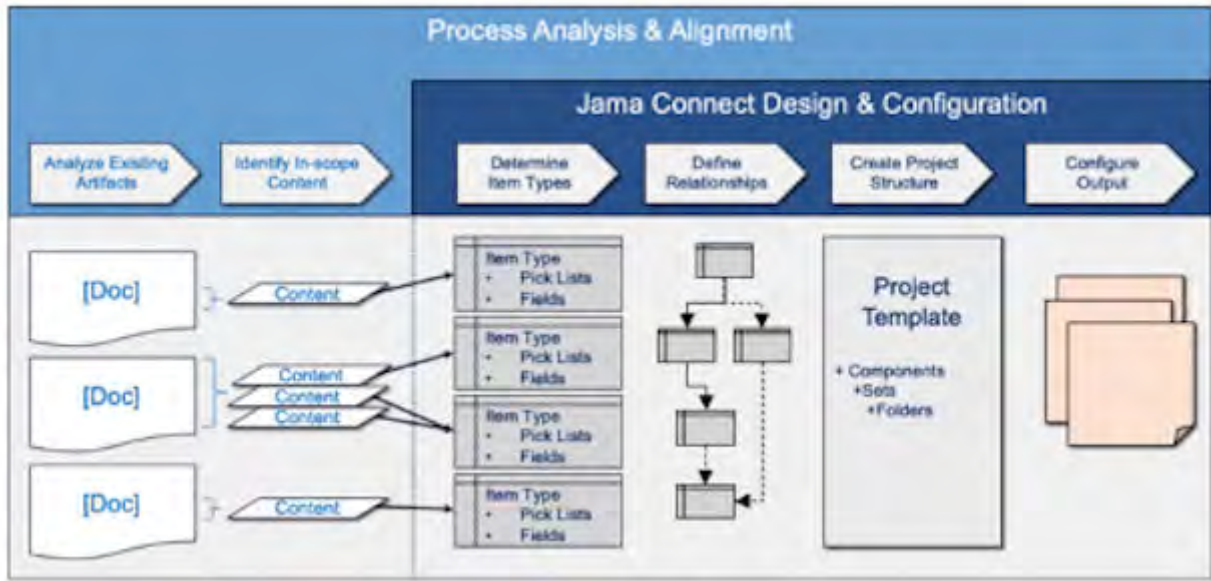 Process Analysis & Alignment
Jama Connect Design & Configuration
Analyze Existing
Artifacts
Identify In-scope
Content
Determine
Item Types
Define
Relationships
Create Project
Structure
Configure
Output
[Doc]
Content
Item Type
+ Pick Lists
+ Fields
[Doc]
Content
Content
Content
Item Type
+ Pick Lists
+ Fields
Item Type
+ Pick Lists
+ Fields
[Doc]
Content
Item Type
+ Pick Lists
+ Fields
Project
Template
+ Components
+Sets
+Folders